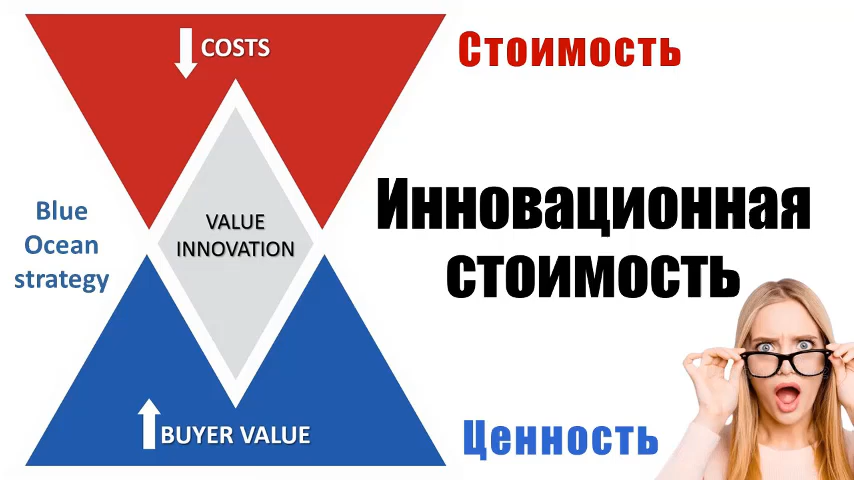 COSTS
Стоимость
Инновационная
стоимость
Blue
Ocean
strategy
VALUE
INNOVATION
BUYER VALUE
Ценность